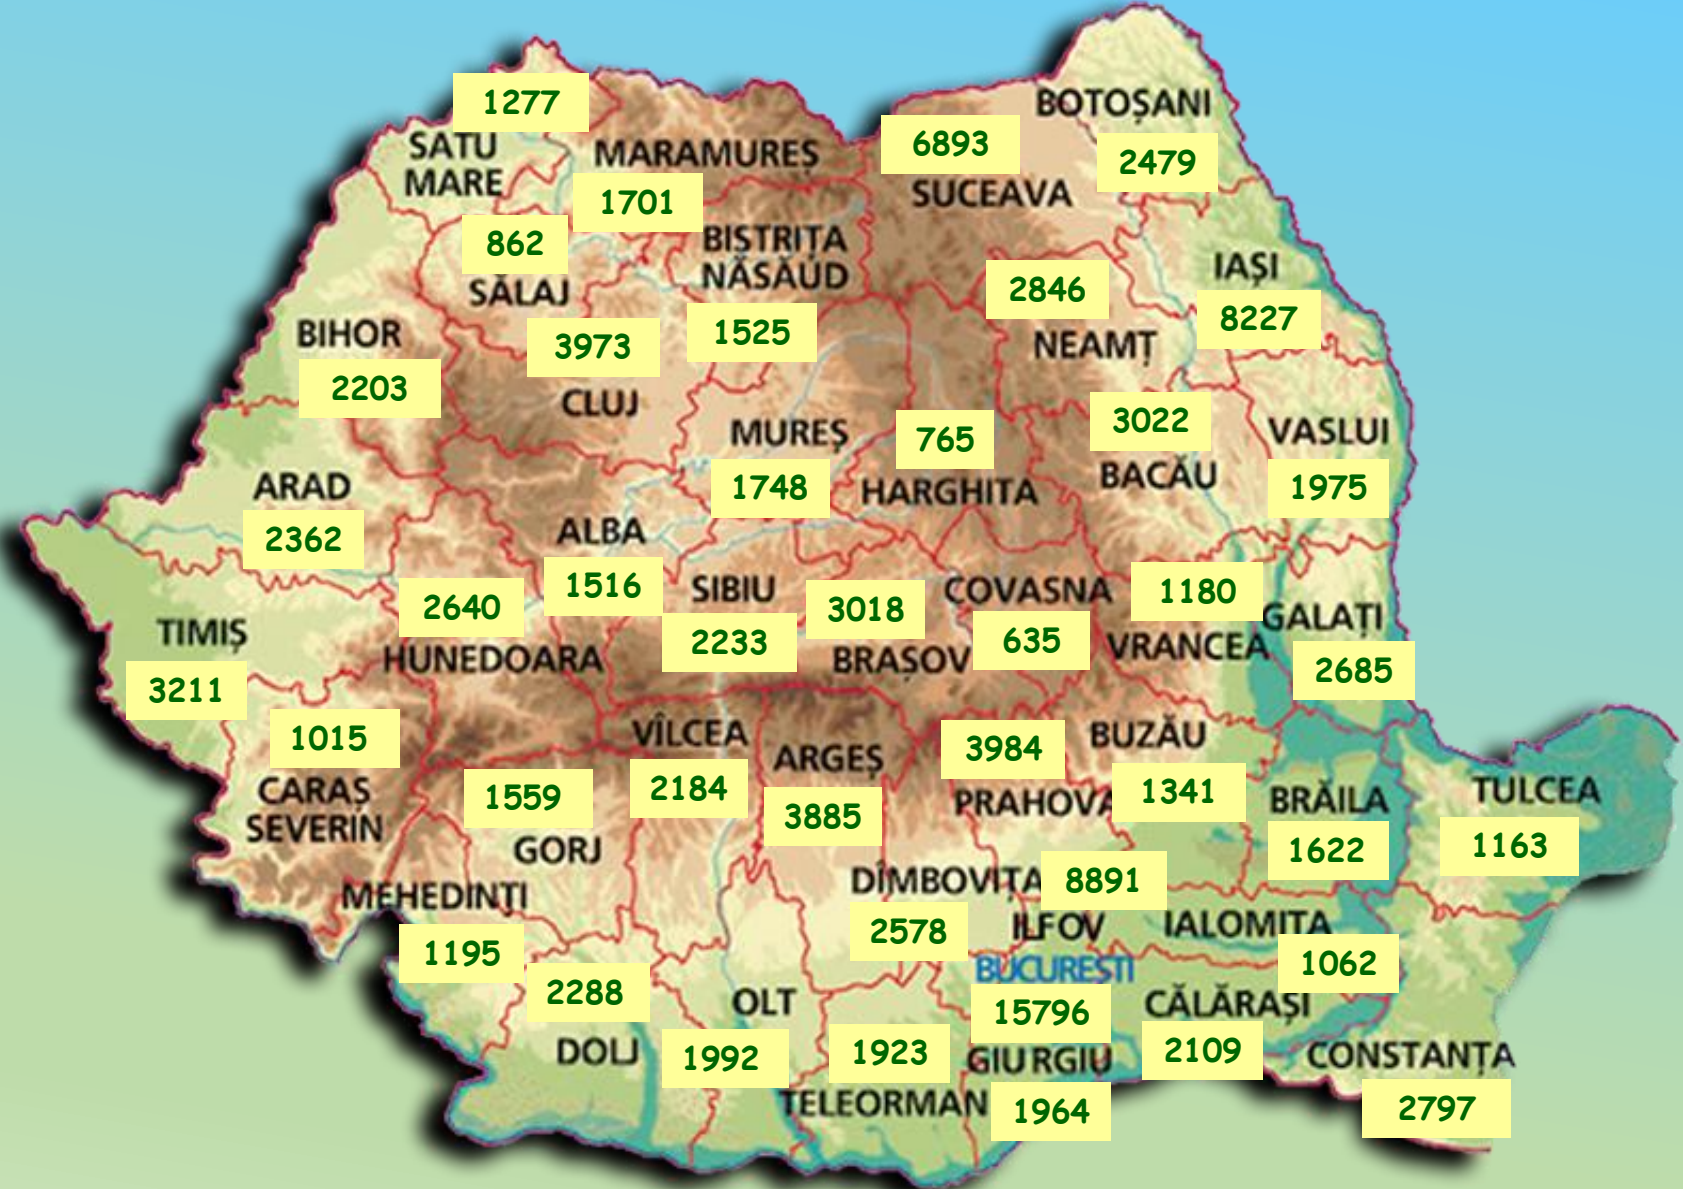 1277
SATU
MARE
MARAMUREȘ
1701
862
SĂLAJ
BISTRIȚA
NĂSĂUD
1525
6893
SUCEAVA
BOTOȘANI
2479
IAȘI
8227
2846
NEAMȚ
BIHOR
2203
3973
CLUJ
MUREȘ
1748
765
HARGHITA
3022
BACĂU
VASLUI
1975
ARAD
2362
ALBA
1516
SIBIU
2233
3018
BRAȘOV
COVASNA
635
1180
VRANCEA
GALAȚI
2685
TIMIȘ
3211
2640
HUNEDOARA
1015
CARAȘ
SEVERIN
1559
GORJ
VÎLCEA
2184
ARGEȘ
3885
3984
PRAHOVA
BUZĂU
1341
BRĂILA
1622
TULCEA
1163
MEHEDINȚI
1195
DÎMBOVIȚA
2578
8891
ILFOV
BUCUREȘTI
15796
IALOMIȚA
1062
CĂLĂRAȘI
2109
2288
DOLJ
OLT
1992
1923
TELEORMAN
GIURGIU
1964
CONSTANȚA
2797